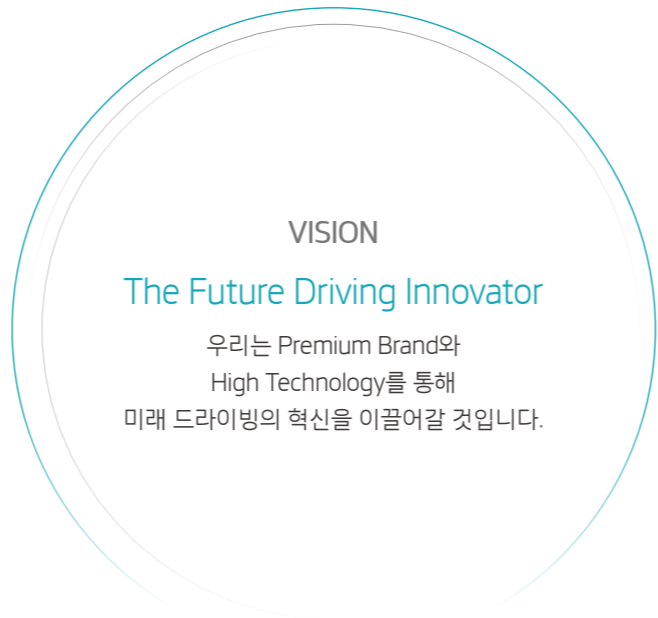 VISION
The Future Driving Innovator
우리는 Premium Brand와
High Technology를 통해
미래 드라이빙의 혁신을 이끌어갈 것입니다.